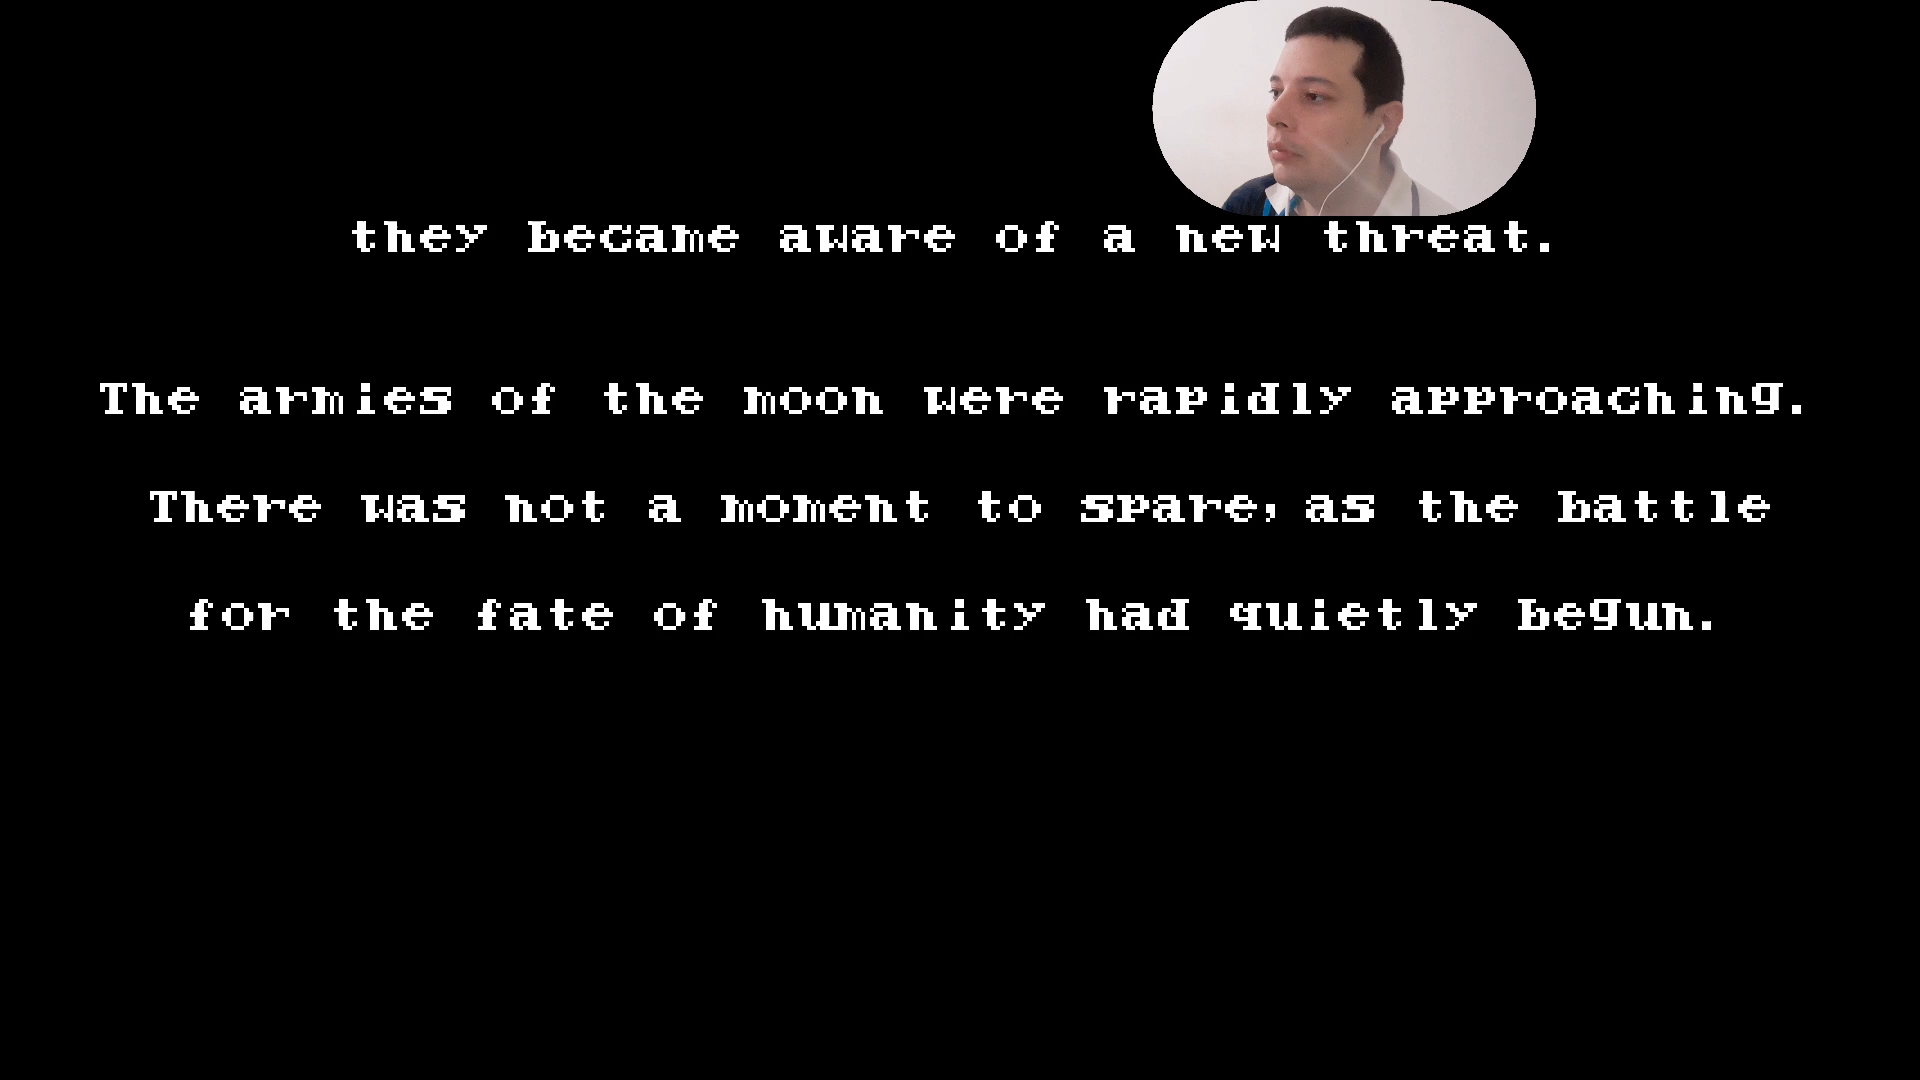 they became aware of a new threat.
The armies of the moon were rapidly approaching.
There was not a moment to spare, as the battle
for the fate of humanity had quietly begun.